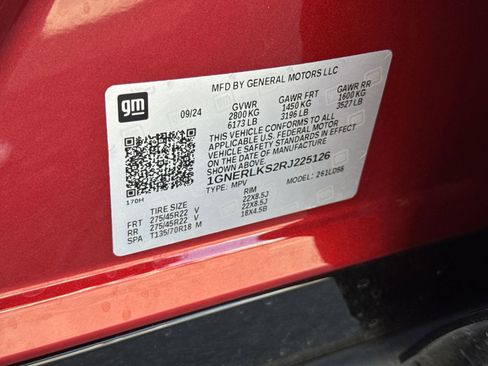 gm
MFD BY GENERAL MOTORS LLC
09/24 GVWR GAWR FRT GAWR RR
2800 KG 1450 KG 1600 KG
6173 LB 3196 LB 3527 LB
THIS VEHICLE CONFORMS TO ALL
APPLICABLE U.S. FEDERAL MOTOR
VEHICLE SAFETY STANDARDS IN
EFFECT ON THE DATE OF
MANUFACTURE SHOWN ABOVE.
1GNERLKS2RJ225126
TYPE: MPV MODEL: 261LD56
170H
TIRE SIZE RIM
FRT 275/45R22 V 22X8.5J
RR 275/45R22 V 22X8.5J
SPA T135/70R18 M 18X4.5B